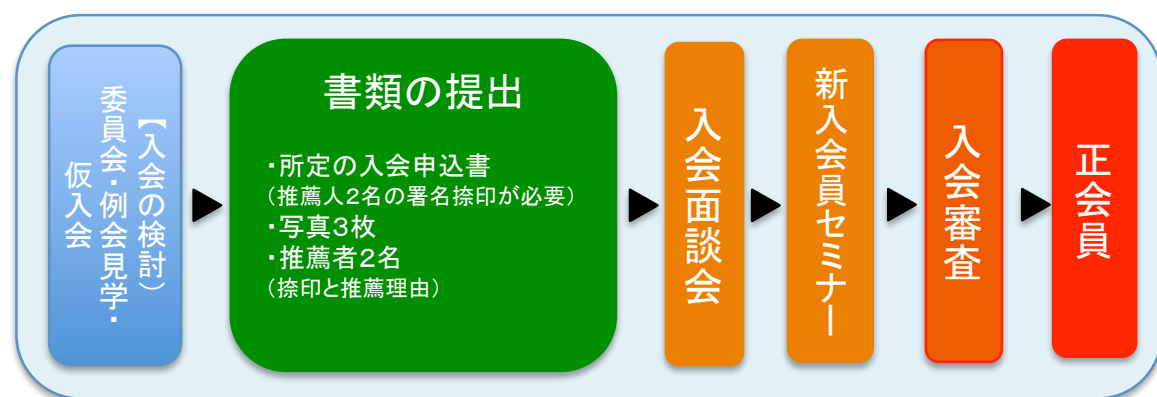 【入会の検討）
委員会・例会見学・
仮入会
書類の提出
・所定の入会申込書
(推薦人2名の署名捺印が必要)
・写真3枚
・推薦者2名
(捺印と推薦理由)
入会面談会
新入会員セミナー
入会審査
正会員